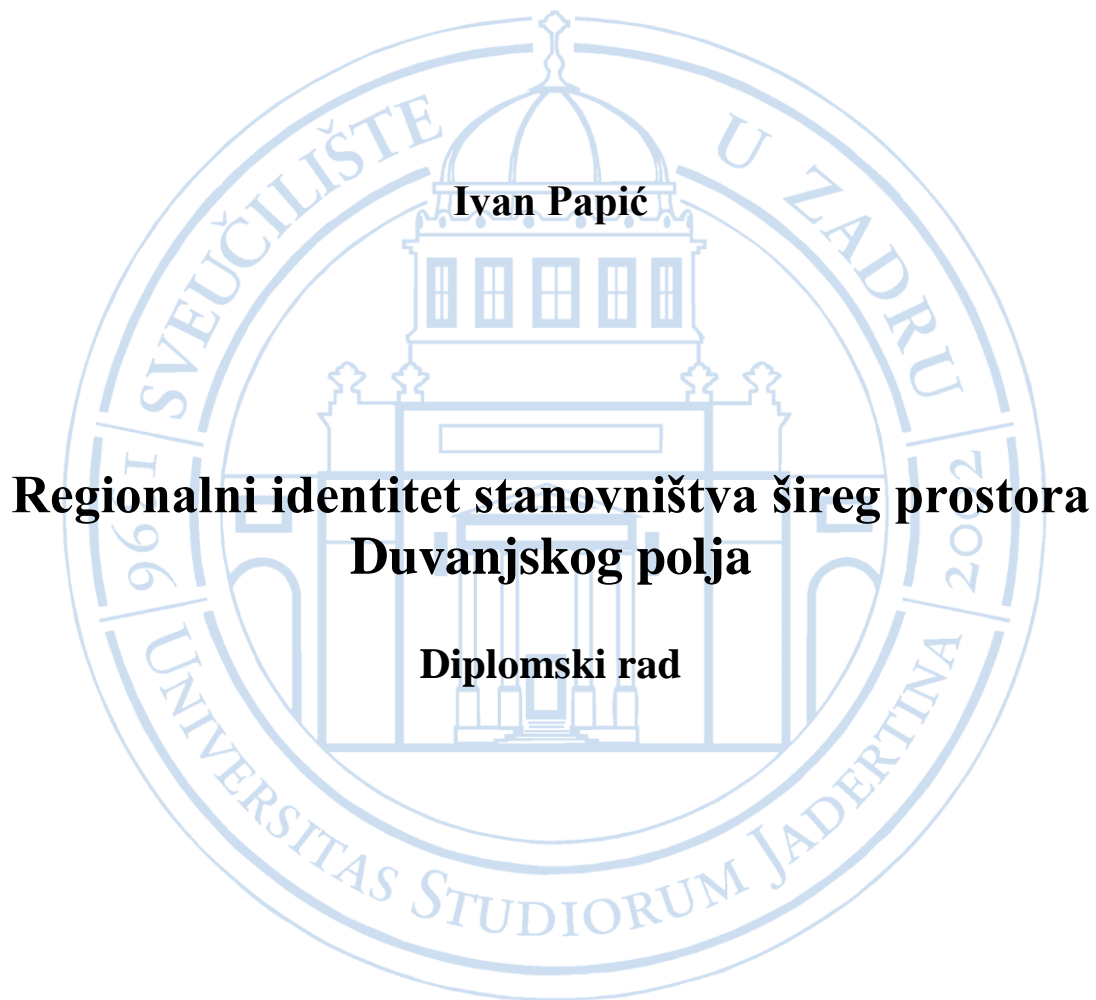 SVEUČILIŠTE U ZADRU
Ivan Papić
Regionalni identitet stanovništva šireg prostora
Duvanjskog polja
Diplomski rad
1396
2002
UNIVERSITAS STUDIORUM JADERTINA